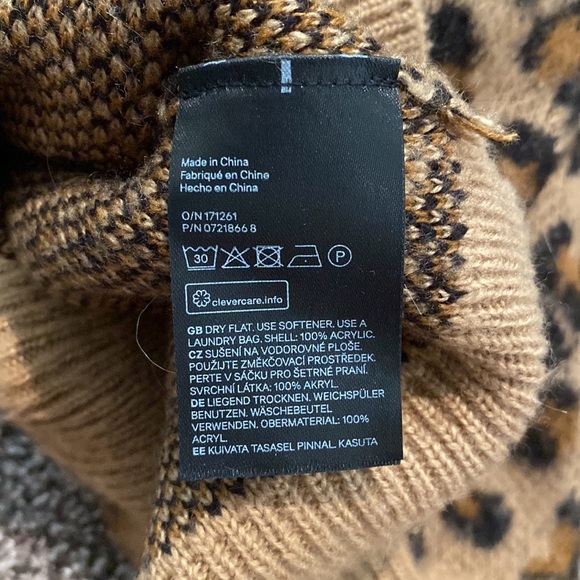 Made in China
Fabriqué en Chine
Hecho en China
O/N 171261
P/N 0721866 8
30
P
clevercare.info
GB DRY FLAT. USE SOFTENER. USE A
LAUNDRY BAG. SHELL: 100% ACRYLIC.
CZ SUŠENÍ NA VODOROVNÉ PLOŠE.
POUŽIJTE ZMĚKČOVACÍ PROSTŘEDEK.
PERTE V SÁČKU PRO ŠETRNÉ PRANÍ.
SVRCHNÍ LÁTKA: 100% AKRYL.
DE LIEGEND TROCKNEN. WEICHSPÜLER
BENUTZEN. WÄSCHEBEUTEL
VERWENDEN. OBERMATERIAL: 100%
ACRYL.
EE KUIVATA TASASEL PINNAL. KASUTA